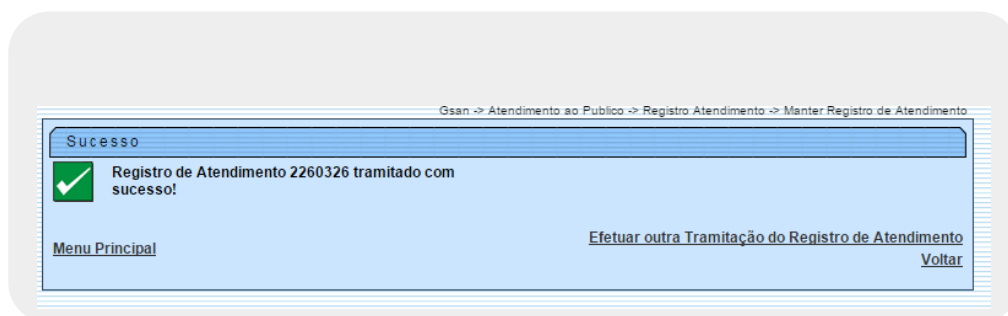 Gsan -> Atendimento ao Publico -> Registro Atendimento -> Manter Registro de Atendimento
Sucesso
Registro de Atendimento 2260326 tramitado com
sucesso!
Efetuar outra Tramitação do Registro de Atendimento
Menu Principal
Voltar